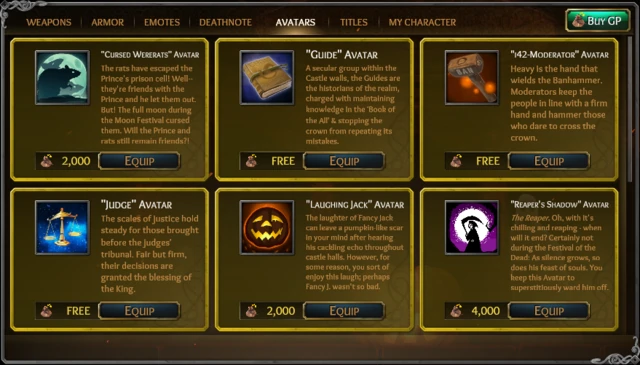 WEAPONS | ARMOR | EMOTES | DEATHNOTE | AVATARS | TITLES | MY CHARACTER
BUY GP
"CURSED WERERATS" AVATAR
The rats have escaped the
Prince's prison cell! Well-
they're friends with the
Prince and he let them out.
But! The full moon during
the Moon Festival cursed
them. Will the Prince and
rats still remain friends?!
2,000 EQUIP
"GUIDE" AVATAR
A secular group within the
Castle walls, the Guides are
the historians of the realm,
charged with maintaining
knowledge in the 'Book of
the All' & stopping the
crown from repeating its
mistakes.
FREE EQUIP
"142-MODERATOR" AVATAR
BAN
Heavy is the hand that
wields the Banhammer.
Moderators keep the
people in line with a firm
hand and hammer those
who dare to cross the
crown.
FREE EQUIP
"JUDGE" AVATAR
The scales of Justice hold
steady for those brought
before the Judges'
tribunal. Fair but firm,
their decisions are
granted the blessing of
the King.
FREE EQUIP
"LAUGHING JACK" AVATAR
The laughter of Fancy Jack
can leave a pumpkin-like scar
in your mind after hearing
his cackling echo throughout
castle halls. However, for
some reason, you sort of
enjoy this laugh; perhaps
Fancy J. wasn't so bad.
2,000 EQUIP
"REAPER'S SHADOW" AVATAR
The Reaper. Oh, with it's
chilling and reaping - when
will it end? Certainly not
during the Festival of the
Dead: As silence grows, so
does his feast of souls. You
keep this Avatar to
superstitiously ward him off.
4,000 EQUIP